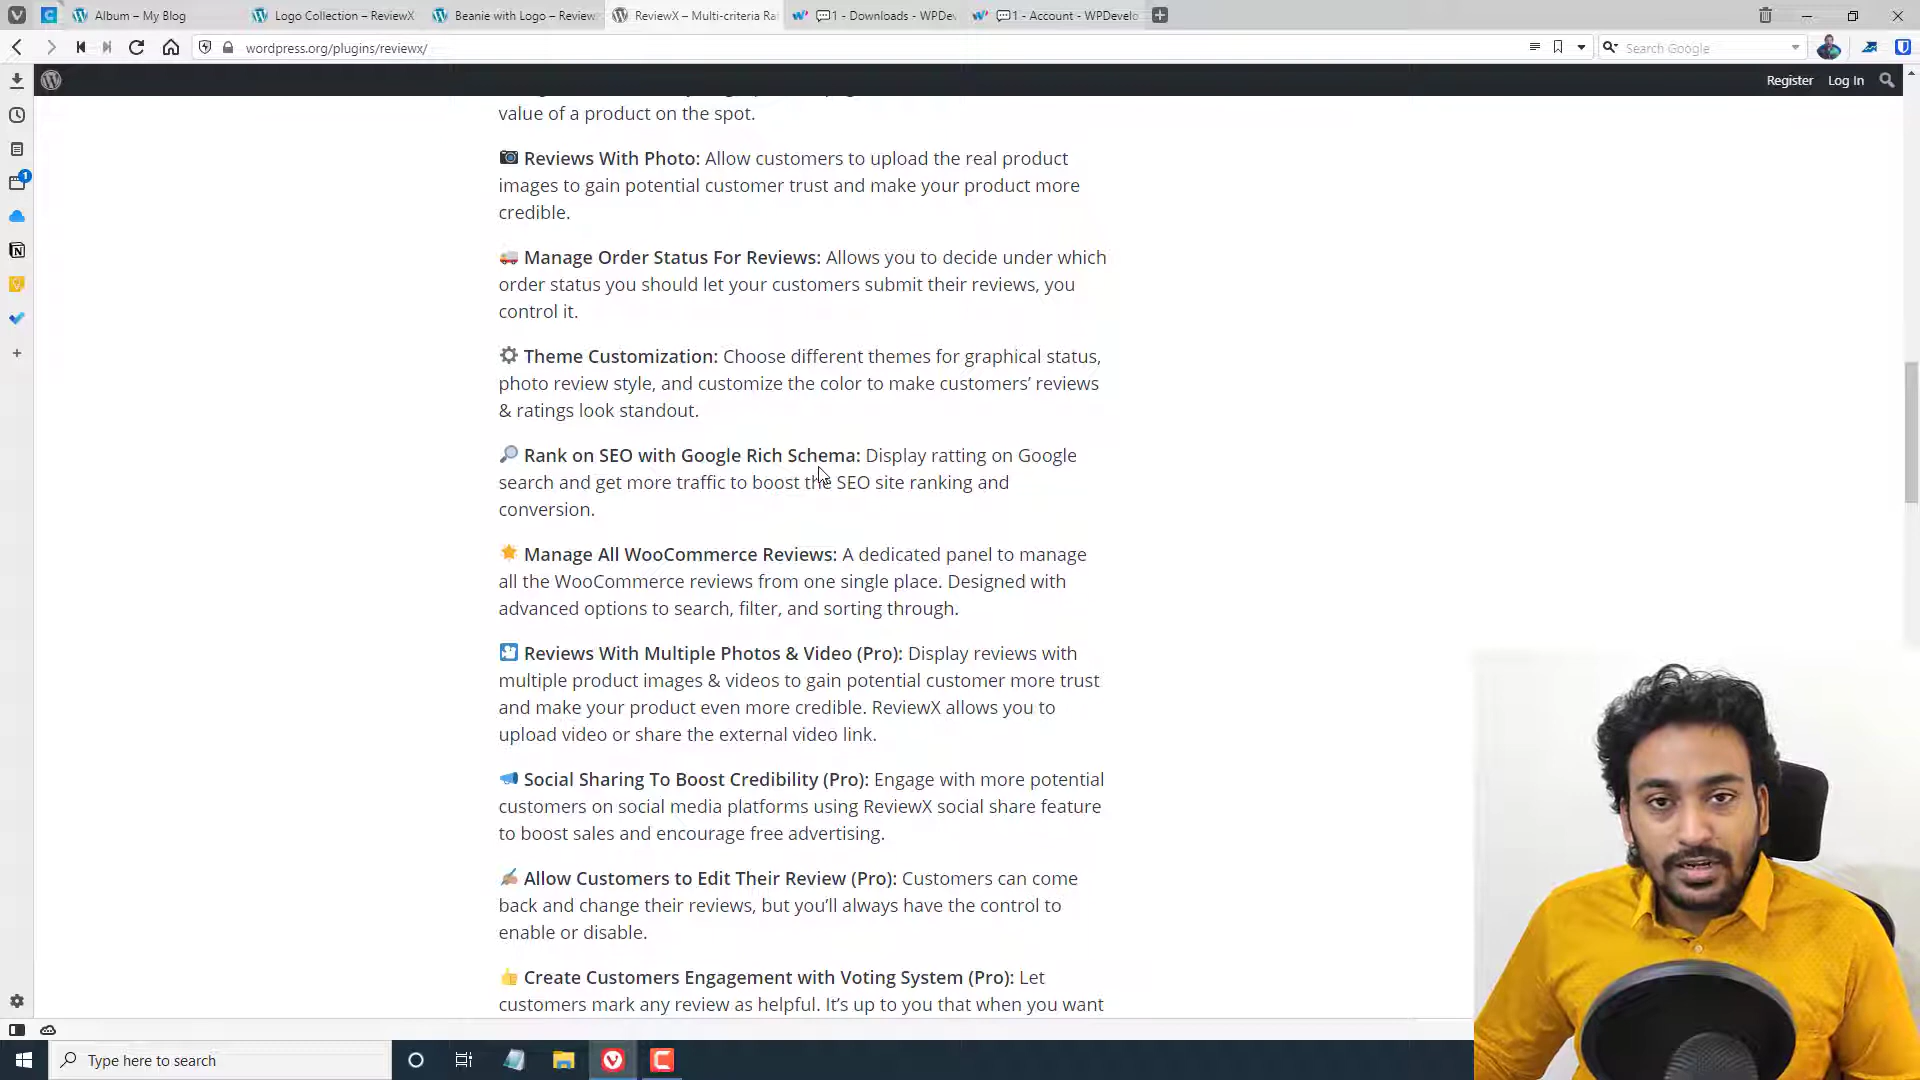 Album – My Blog
Logo Collection – ReviewX
Beanie with Logo – Review
ReviewX – Multi-criteria Ra
1 - Downloads - WPDe
1 - Account - WPDevelo
wordpress.org/plugins/reviewx/
Search Google
Register
Log In
value of a product on the spot.
Reviews With Photo: Allow customers to upload the real product
images to gain potential customer trust and make your product more
credible.
Manage Order Status For Reviews: Allows you to decide under which
order status you should let your customers submit their reviews, you
control it.
Theme Customization: Choose different themes for graphical status,
photo review style, and customize the color to make customers’ reviews
& ratings look standout.
Rank on SEO with Google Rich Schema: Display ratting on Google
search and get more traffic to boost the SEO site ranking and
conversion.
Manage All WooCommerce Reviews: A dedicated panel to manage
all the WooCommerce reviews from one single place. Designed with
advanced options to search, filter, and sorting through.
Reviews With Multiple Photos & Video (Pro): Display reviews with
multiple product images & videos to gain potential customer more trust
and make your product even more credible. ReviewX allows you to
upload video or share the external video link.
Social Sharing To Boost Credibility (Pro): Engage with more potential
customers on social media platforms using ReviewX social share feature
to boost sales and encourage free advertising.
Allow Customers to Edit Their Review (Pro): Customers can come
back and change their reviews, but you’ll always have the control to
enable or disable.
Create Customers Engagement with Voting System (Pro): Let
customers mark any review as helpful. It’s up to you that when you want
Type here to search